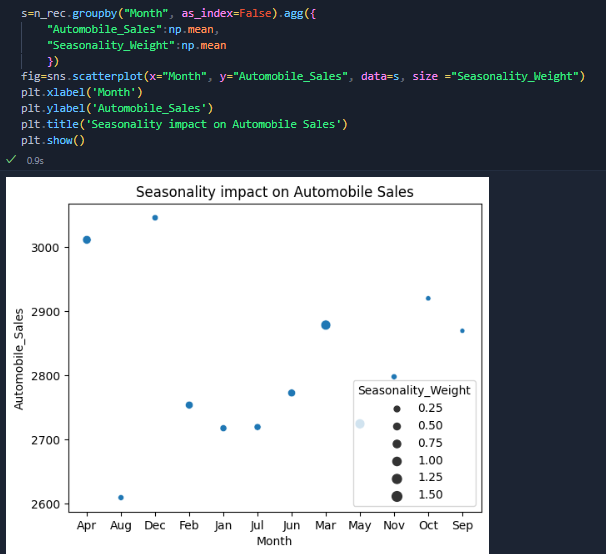 s=n_rec.groupby("Month", as_index=False).agg({
"Automobile_Sales":np.mean,
"Seasonality_Weight":np.mean
})
fig=sns.scatterplot(x="Month", y="Automobile_Sales", data=s, size ="Seasonality_Weight")
plt.xlabel('Month')
plt.ylabel('Automobile_Sales')
plt.title('Seasonality impact on Automobile Sales')
plt.show()
0.9s
Seasonality impact on Automobile Sales
3000
2900
2800
2700
2600
Automobile_Sales
Seasonality_Weight
0.25
0.50
0.75
1.00
1.25
1.50
Apr Aug Dec Feb Jan Jul Jun Mar May Nov Oct Sep
Month